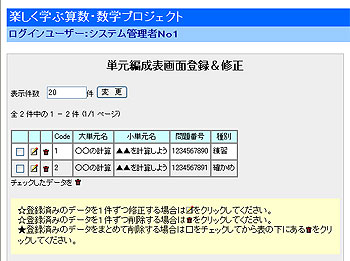 楽しく学ぶ算数・数学プロジェクト
ログインユーザー：システム管理者No1
単元編成表画面登録＆修正
表示件数 20 件 変 更
全 2 件中の 1 - 2 件 (1/1 ページ)
Code 大単元名 小単元名 問題番号 種別
1 〇〇の計算 ▲▲を計算しよう 1234567890 練習
2 〇〇の計算 ▲▲を計算しよう 1234567891 確かめ
チェックしたデータを
☆登録済みのデータを1件ずつ修正する場合は をクリックしてください。
☆登録済みのデータを1件ずつ削除する場合は をクリックしてください。
★登録済みのデータをまとめて削除する場合は口をチェックしてから表の下にある をクリ
ックしてください。